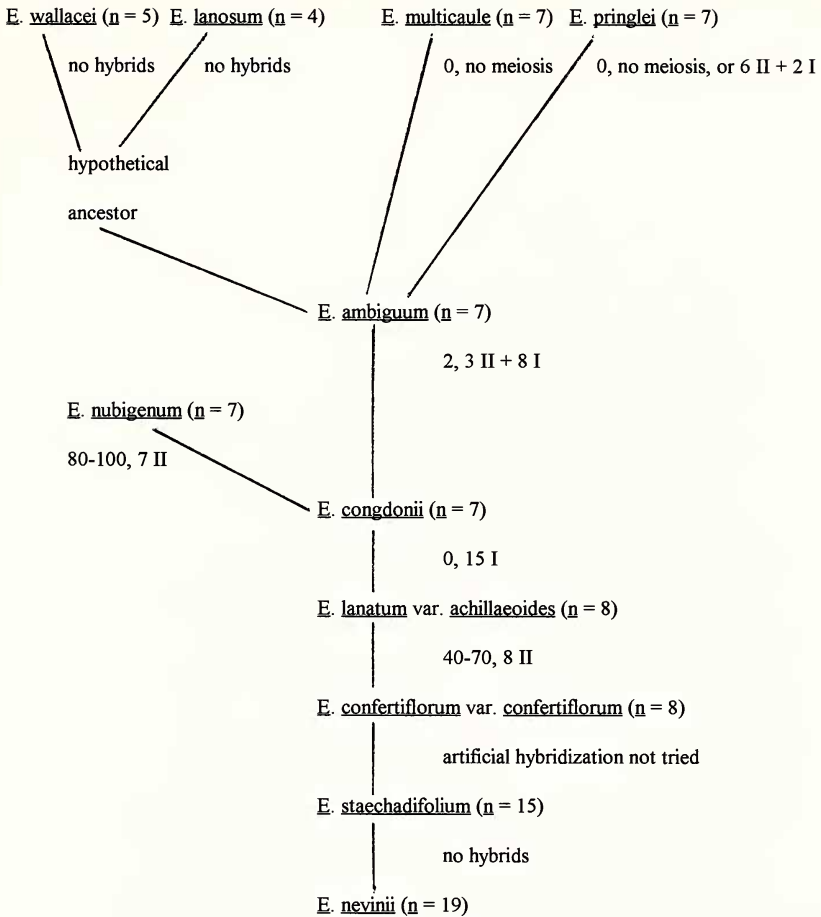 E. wallacei (n = 5) E. lanosum (n = 4) E. multicaule (n = 7) E. pringlei (n = 7)
no hybrids no hybrids 0, no meiosis 0, no meiosis, or 6 II + 2 I
hypothetical
ancestor
E. ambiguum (n = 7)
2, 3 II + 8 I
E. nubigenum (n = 7)
80-100, 7 II
E. congdonii (n = 7)
0, 15 I
E. lanatum var. achillaeoides (n = 8)
40-70, 8 II
E. confertiflorum var. confertiflorum (n = 8)
artificial hybridization not tried
E. staechadifolium (n = 15)
no hybrids
E. nevinii (n = 19)